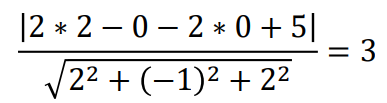 |2 * 2 − 0 − 2 * 0 + 5|
√2² + (−1)² + 2²
= 3